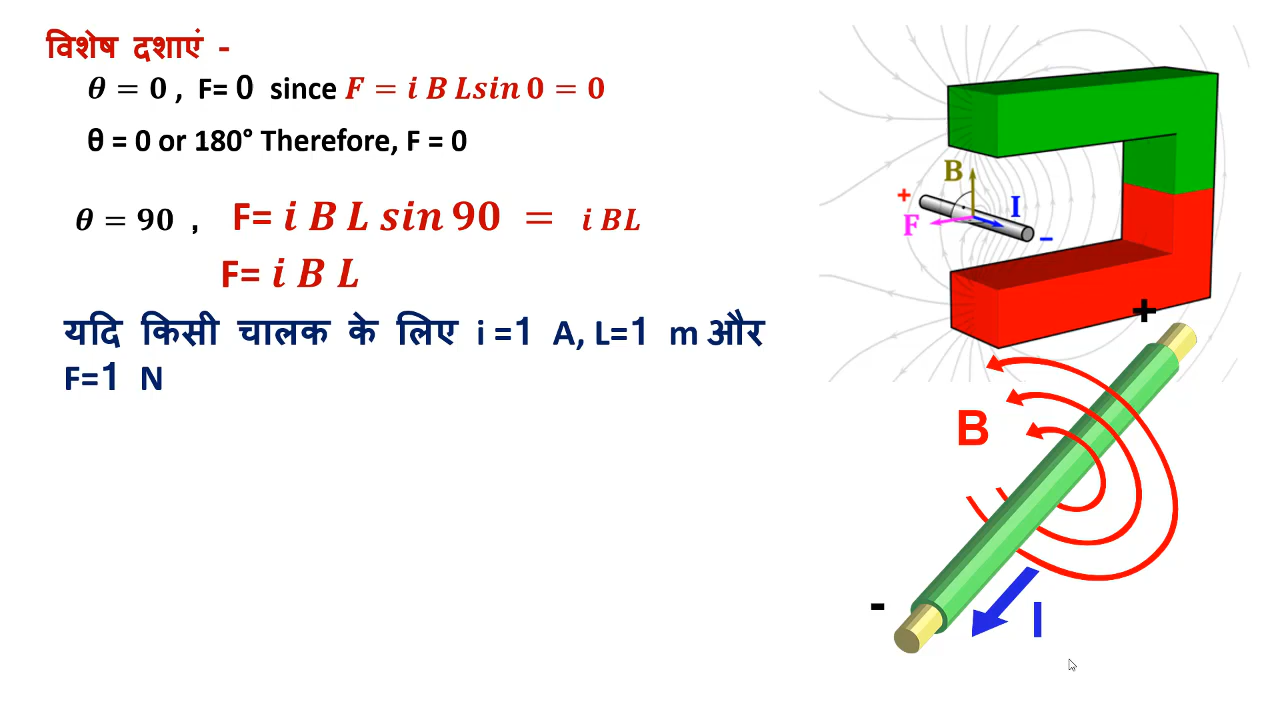 विशेष दशाएं -
θ = 0 , F= 0 since F = i B Lsin 0 = 0
θ = 0 or 180° Therefore, F = 0
θ = 90 , F= i B L sin 90 = i BL
F= i B L
यदि किसी चालक के लिए i =1 A, L=1 m और
F=1 N
B
+
I
F
−
+
B
-
I